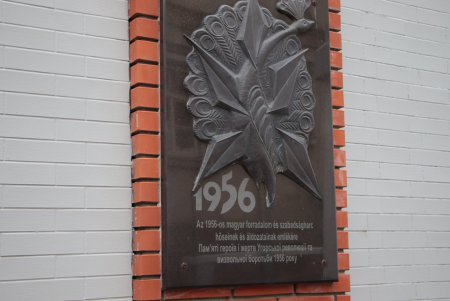 1956
Az 1956-os magyar forradalom és szabadságharc
hőseinek és áldozatainak emlékére
Пам'яті героїв і жертв Угорської революції та
визвольної боротьби 1956 року